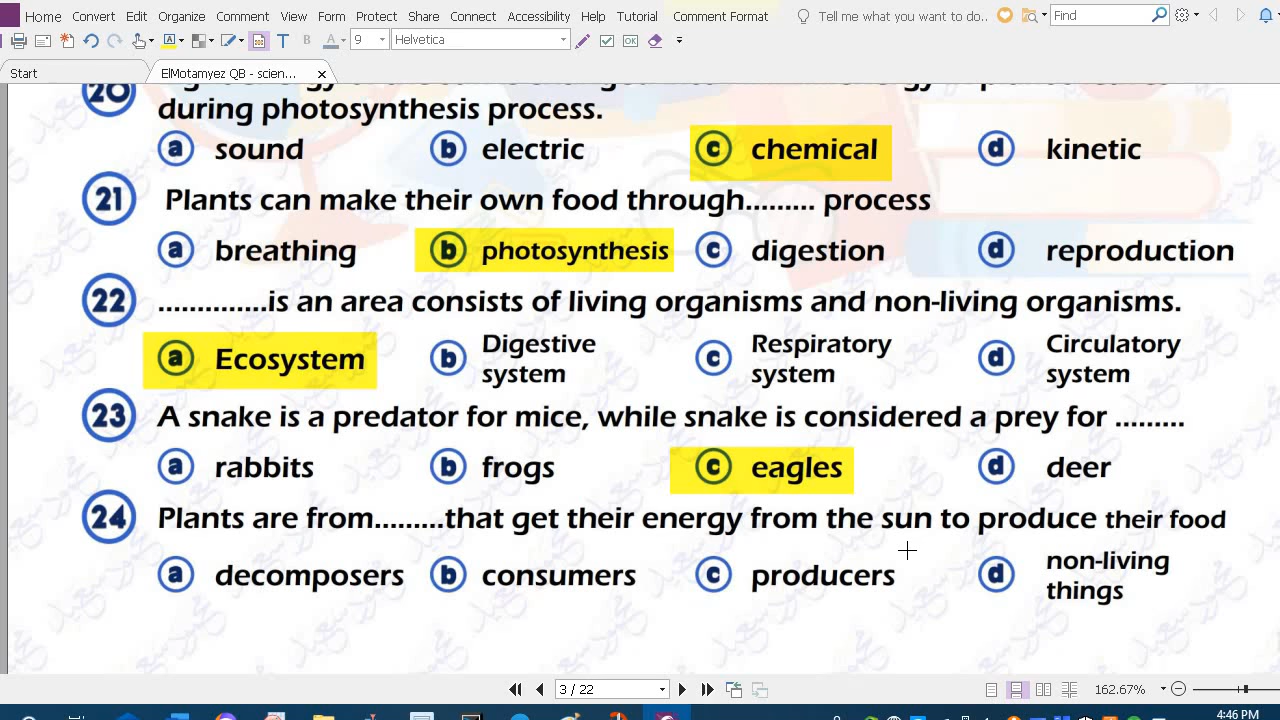 Home Convert Edit Organize Comment View Form Protect Share Connect Accessibility Help Tutorial Comment Format Tell me what you want to do.. Find
9 Helvetica
Start ElMotamyez QB - scien... x
20
during photosynthesis process.
a sound b electric c chemical d kinetic
21 Plants can make their own food through......... process
a breathing b photosynthesis c digestion d reproduction
22 ..............is an area consists of living organisms and non-living organisms.
a Ecosystem b Digestive system c Respiratory system d Circulatory system
23 A snake is a predator for mice, while snake is considered a prey for .........
a rabbits b frogs c eagles d deer
24 Plants are from.........that get their energy from the sun to produce their food
a decomposers b consumers c producers d non-living things
3 / 22 162.67%
4:46 PM